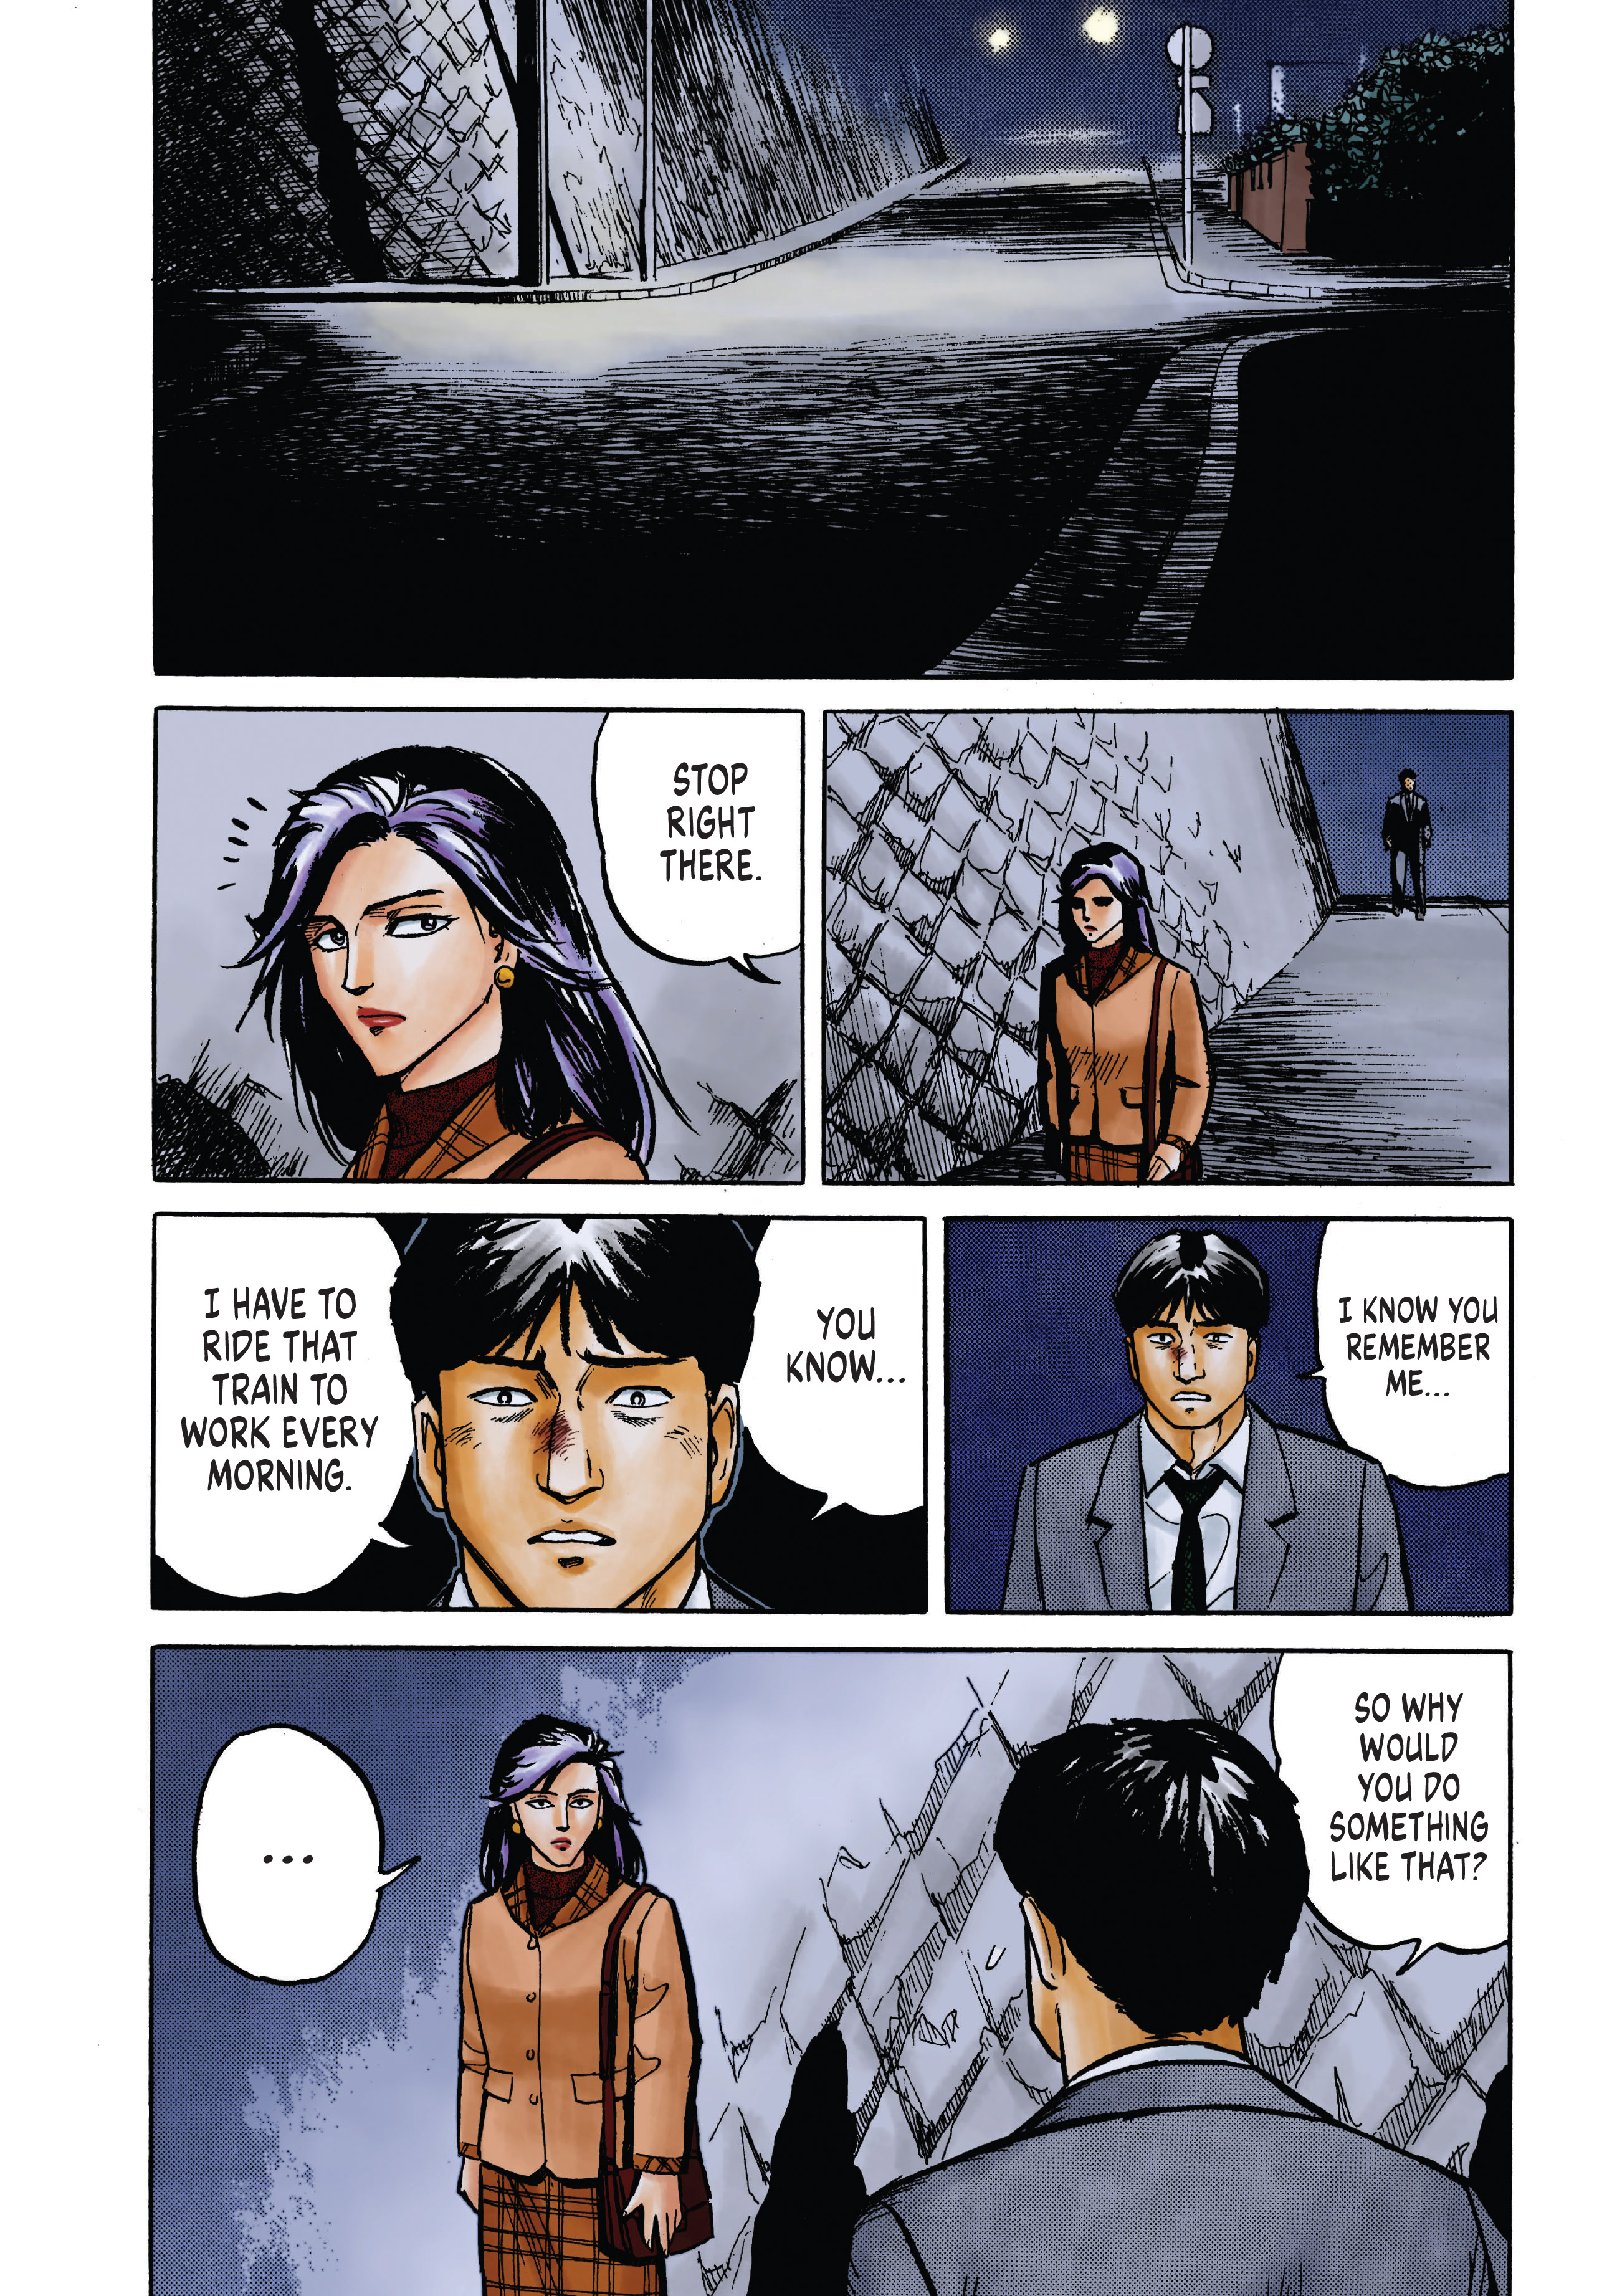 STOP
RIGHT
THERE.
I KNOW YOU
REMEMBER
ME...
YOU
KNOW...
I HAVE TO
RIDE THAT
TRAIN TO
WORK EVERY
MORNING.
SO WHY
WOULD
YOU DO
SOMETHING
LIKE THAT?
...